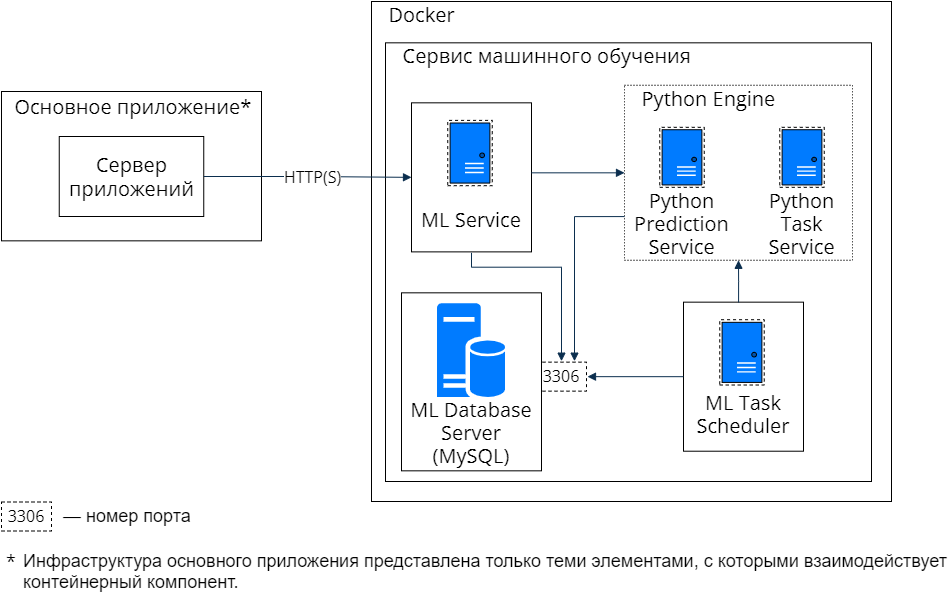 Docker
Сервис машинного обучения
Основное приложение*
Сервер
приложений
HTTP(S)
ML Service
Python Engine
Python
Prediction
Service
Python
Task
Service
ML Database
Server
(MySQL)
3306
ML Task
Scheduler
3306 — номер порта
* Инфраструктура основного приложения представлена только теми элементами, с которыми взаимодействует
контейнерный компонент.